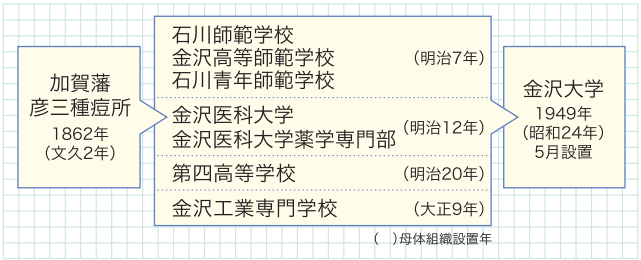 加賀藩
彦三種痘所
1862年
（文久2年）
石川師範学校
金沢高等師範学校
石川青年師範学校
（明治7年）
金沢医科大学
金沢医科大学薬学専門部
（明治12年）
第四高等学校
（明治20年）
金沢工業専門学校
（大正9年）
金沢大学
1949年
（昭和24年）
5月設置
（　）母体組織設置年